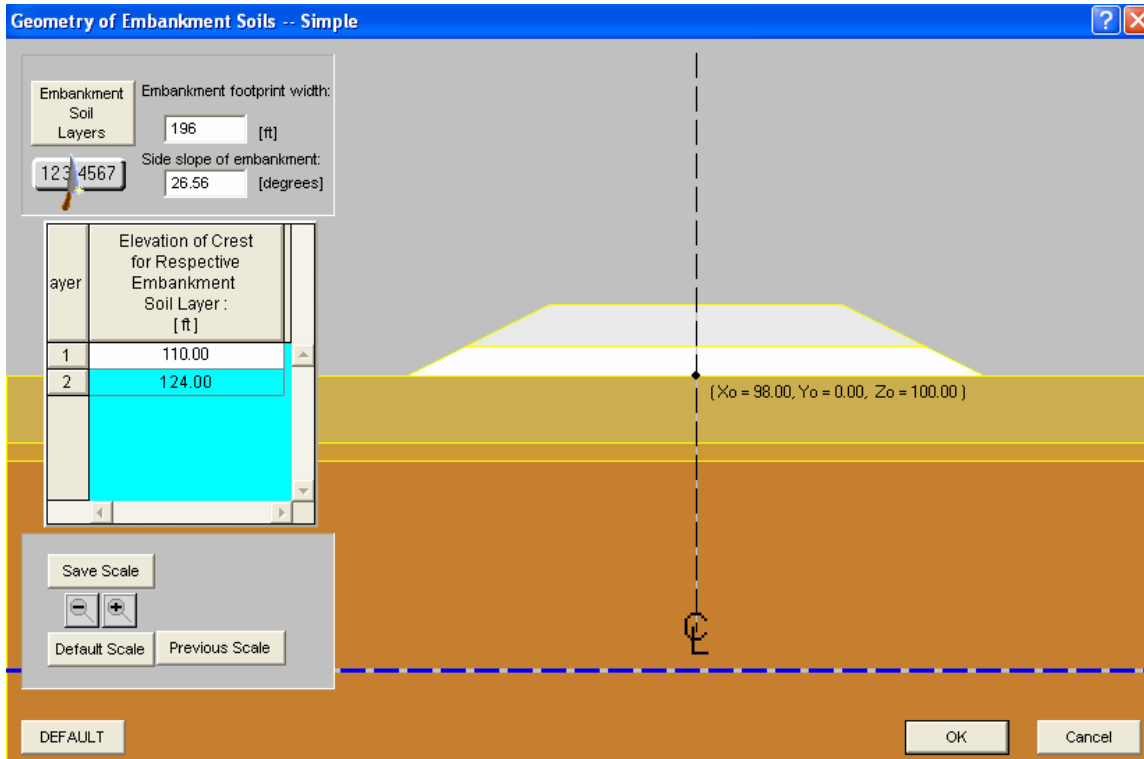 Geometry of Embankment Soils -- Simple
Embankment
Soil
Layers
Embankment footprint width:
196
[ft]
1234567
Side slope of embankment:
26.56
[degrees]
ayer
Elevation of Crest
for Respective
Embankment
Soil Layer :
[ft]
1
110.00
2
124.00
(Xo = 98.00, Yo = 0.00, Zo = 100.00 )
Save Scale
Default Scale
Previous Scale
CL
DEFAULT
OK
Cancel